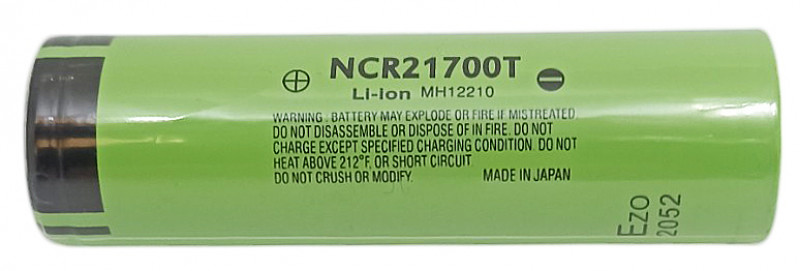 ⊕ NCR21700T ⊖
Li-ion MH12210
WARNING : BATTERY MAY EXPLODE OR FIRE IF MISTREATED.
DO NOT DISASSEMBLE OR DISPOSE OF IN FIRE. DO NOT
CHARGE EXCEPT SPECIFIED CHARGING CONDITION. DO NOT
HEAT ABOVE 212°F, OR SHORT CIRCUIT
DO NOT CRUSH OR MODIFY. MADE IN JAPAN
EZO
2052